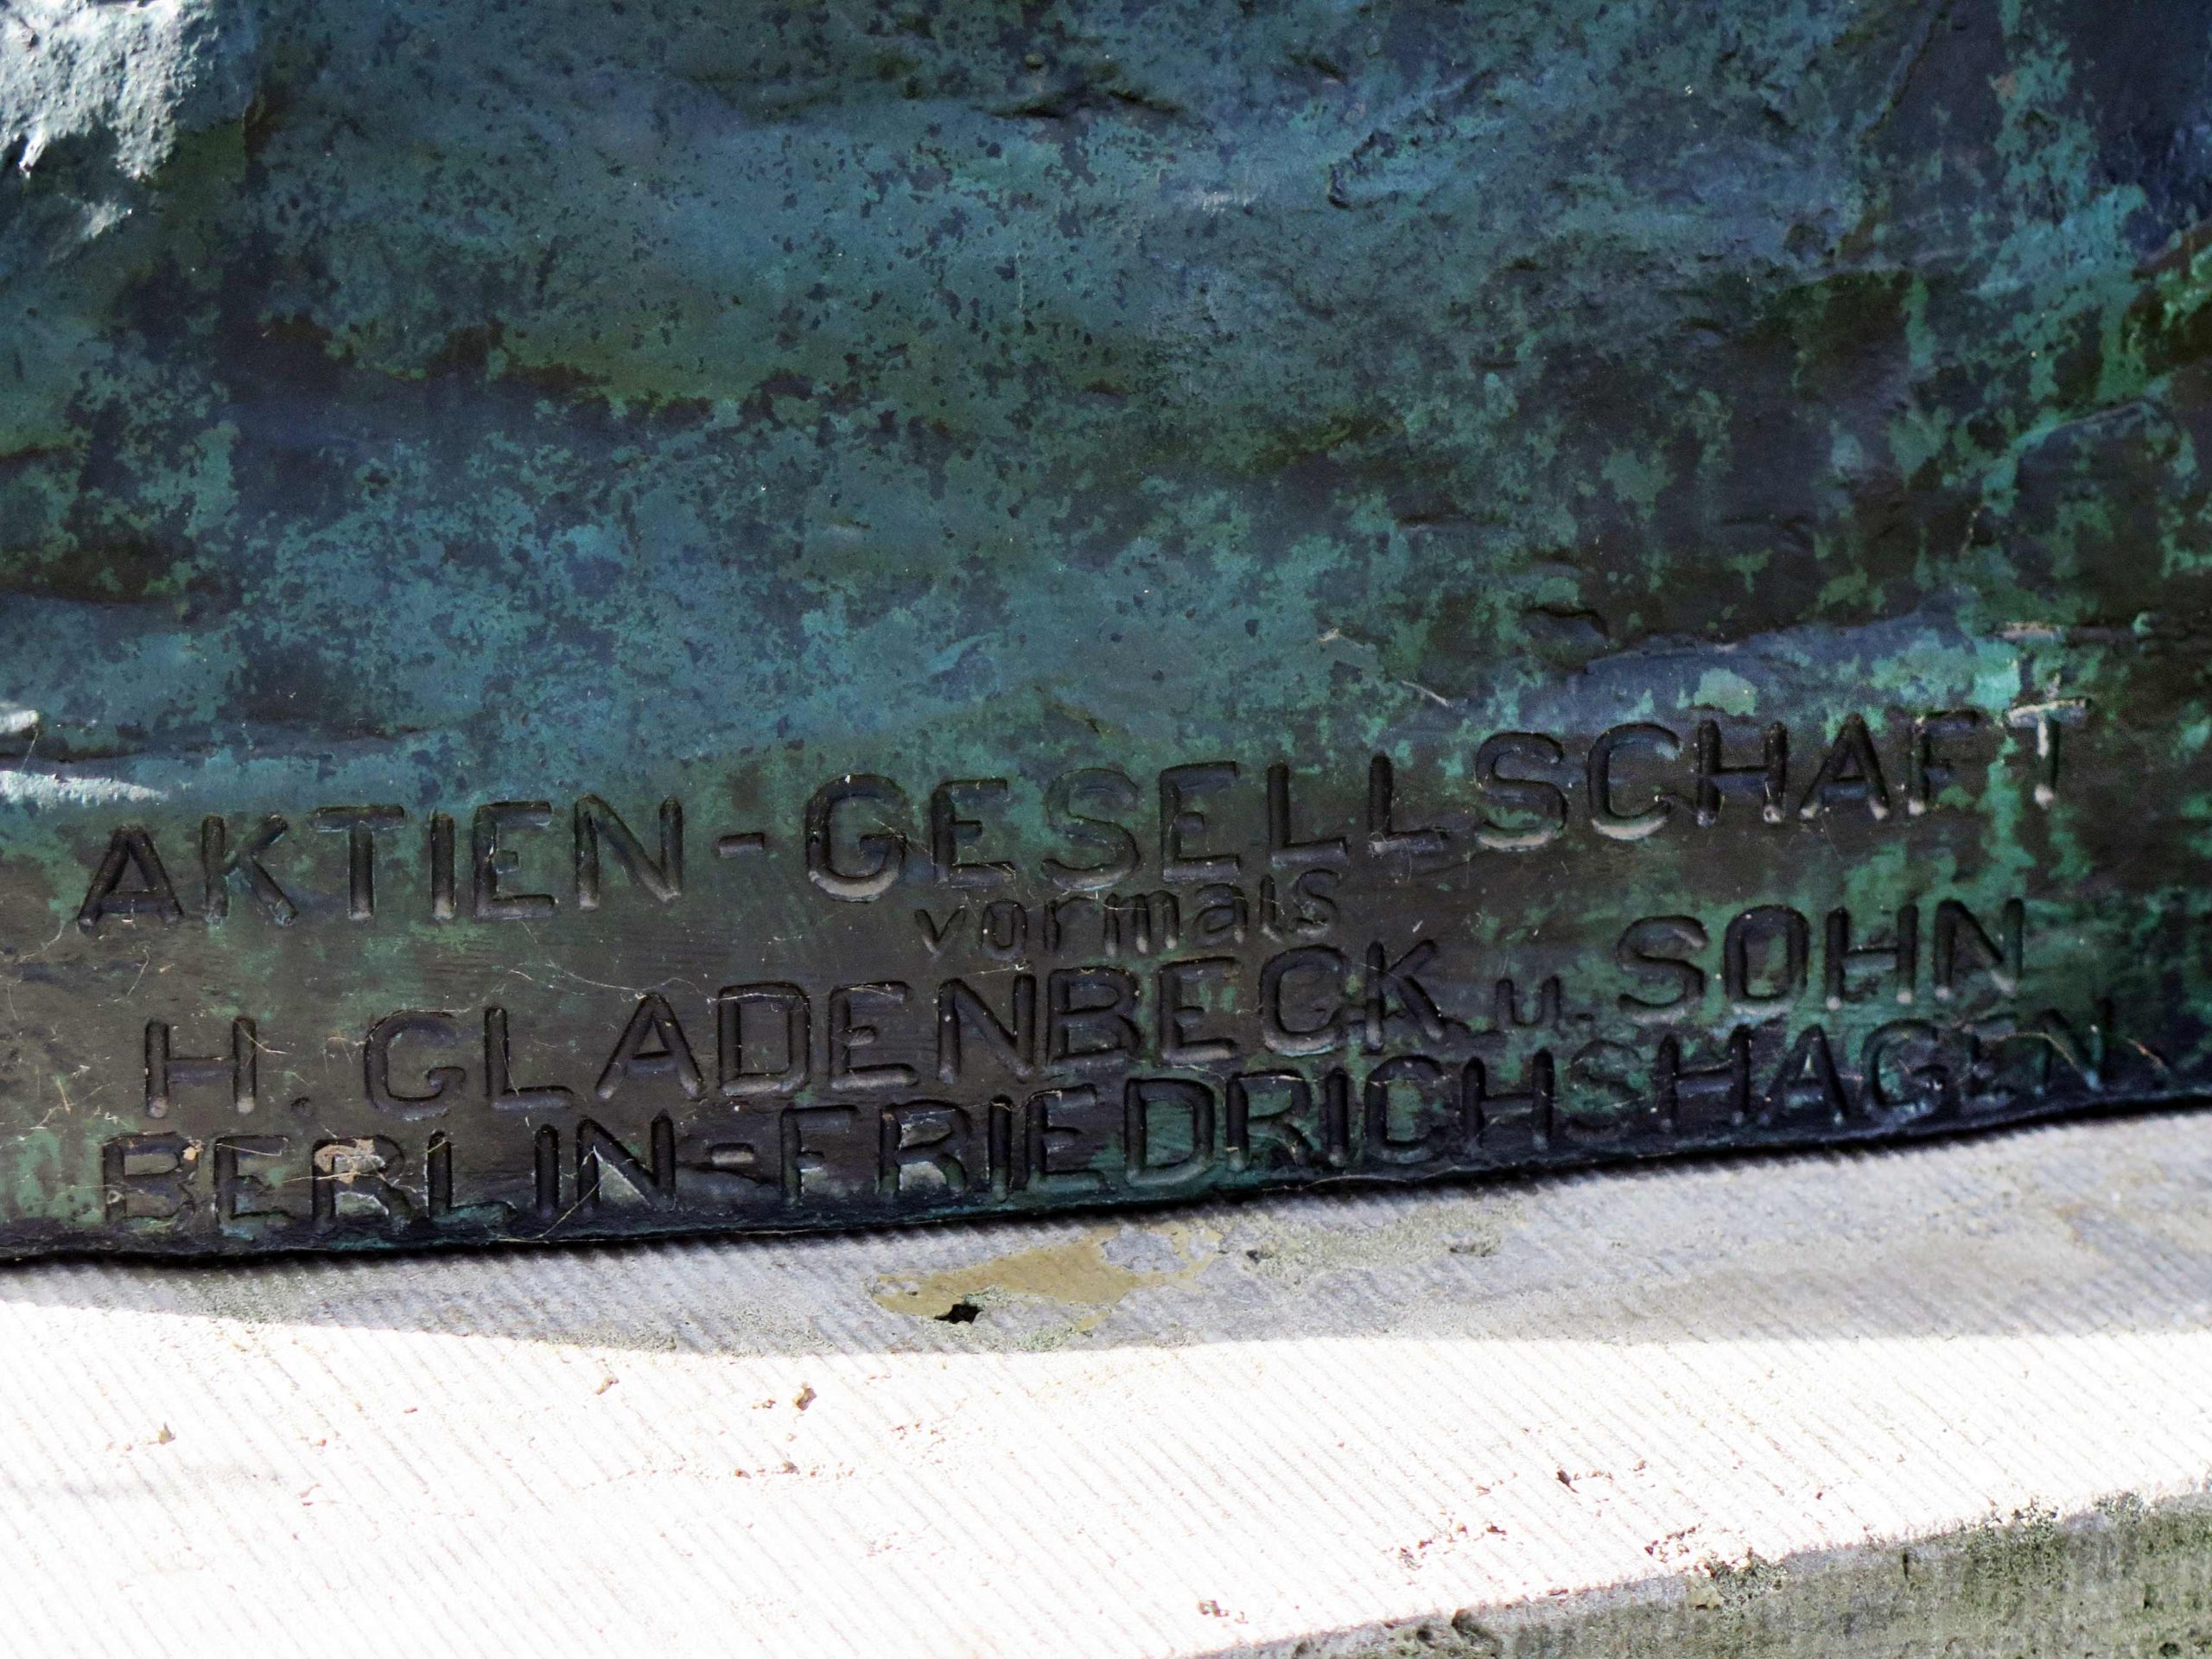 AKTIEN-GESELLSCHAFT
vormals
H. GLADENBECK u. SOHN
BERLIN-FRIEDRICHSHAGEN.